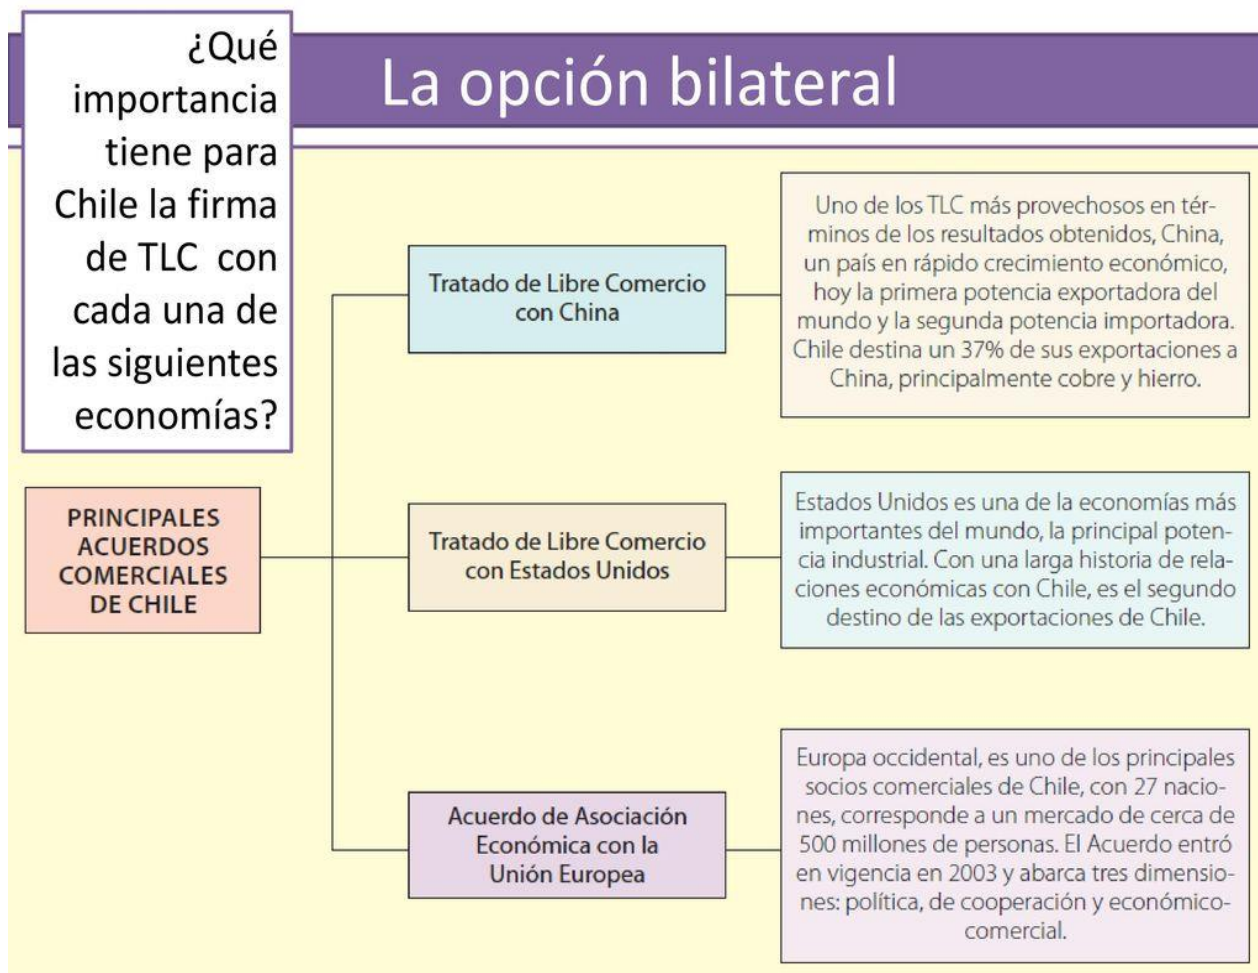 ¿Qué
importancia
tiene para
Chile la firma
de TLC con
cada una de
las siguientes
economías?
La opción bilateral
PRINCIPALES
ACUERDOS
COMERCIALES
DE CHILE
Tratado de Libre Comercio
con China
Uno de los TLC más provechosos en tér-
minos de los resultados obtenidos, China,
un país en rápido crecimiento económico,
hoy la primera potencia exportadora del
mundo y la segunda potencia importadora.
Chile destina un 37% de sus exportaciones a
China, principalmente cobre y hierro.
Tratado de Libre Comercio
con Estados Unidos
Estados Unidos es una de la economías más
importantes del mundo, la principal poten-
cia industrial. Con una larga historia de rela-
ciones económicas con Chile, es el segundo
destino de las exportaciones de Chile.
Acuerdo de Asociación
Económica con la
Unión Europea
Europa occidental, es uno de los principales
socios comerciales de Chile, con 27 nacio-
nes, corresponde a un mercado de cerca de
500 millones de personas. El Acuerdo entró
en vigencia en 2003 y abarca tres dimensio-
nes: política, de cooperación y económico-
comercial.